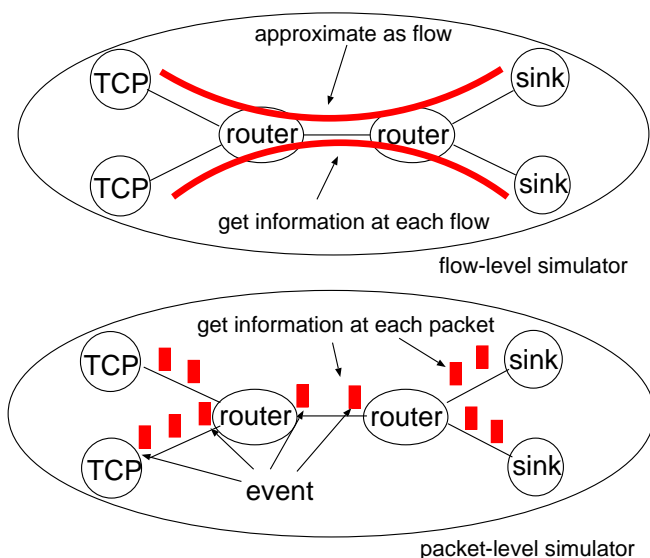 approximate as flow
TCP
sink
router
router
TCP
sink
get information at each flow
flow-level simulator
get information at each packet
TCP
sink
router
router
TCP
event
sink
packet-level simulator